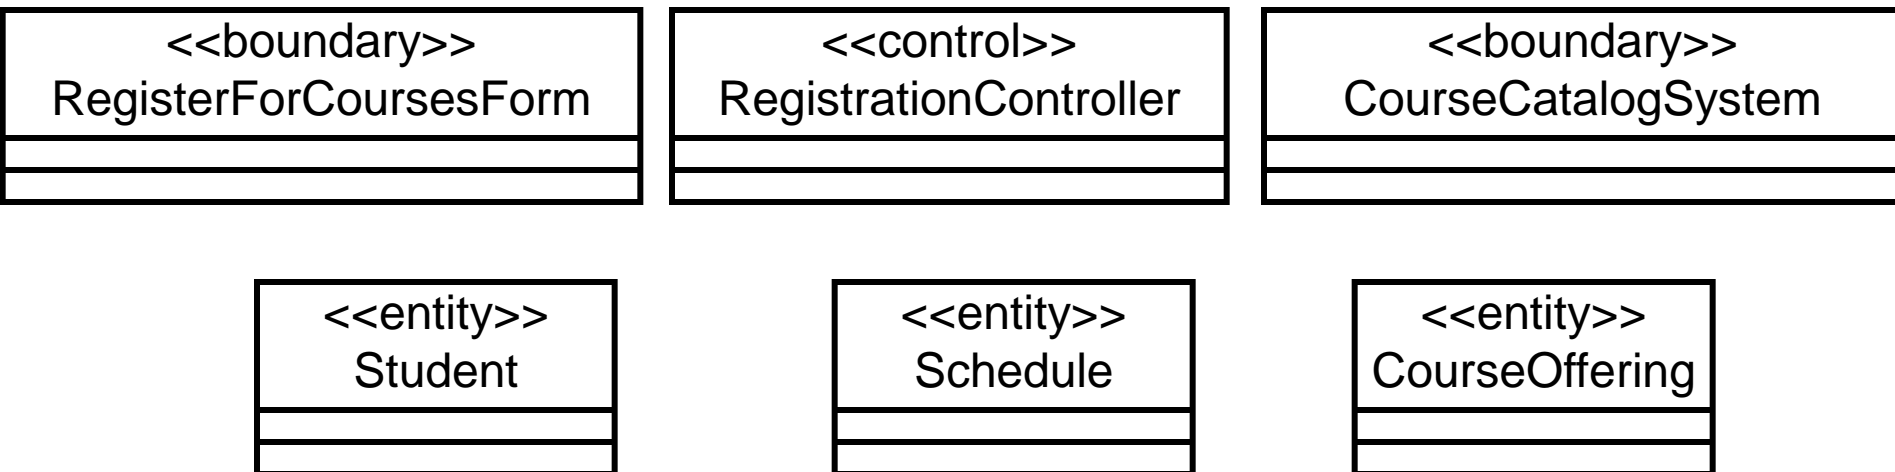 <<boundary>>
RegisterForCoursesForm
<<control>>
RegistrationController
<<boundary>>
CourseCatalogSystem
<<entity>>
Student
<<entity>>
Schedule
<<entity>>
CourseOffering